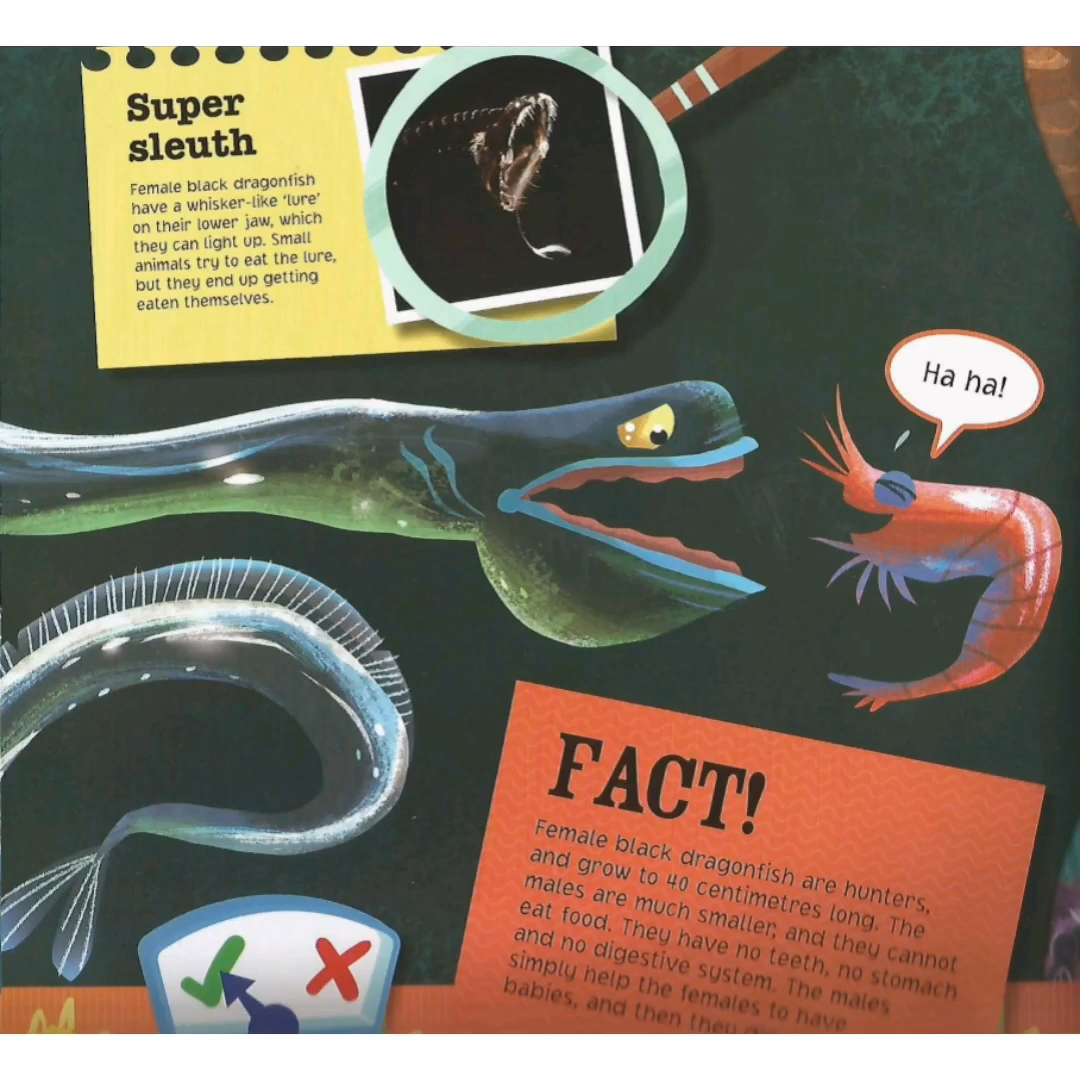 Super
sleuth
Female black dragonfish
have a whisker-like ‘lure’
on their lower jaw, which
they can light up. Small
animals try to eat the lure,
but they end up getting
eaten themselves.
Ha ha!
FACT!
Female black dragonfish are hunters,
and grow to 40 centimetres long. The
males are much smaller, and they cannot
eat food. They have no teeth, no stomach
and no digestive system. The males
simply help the females to have
babies, and then they